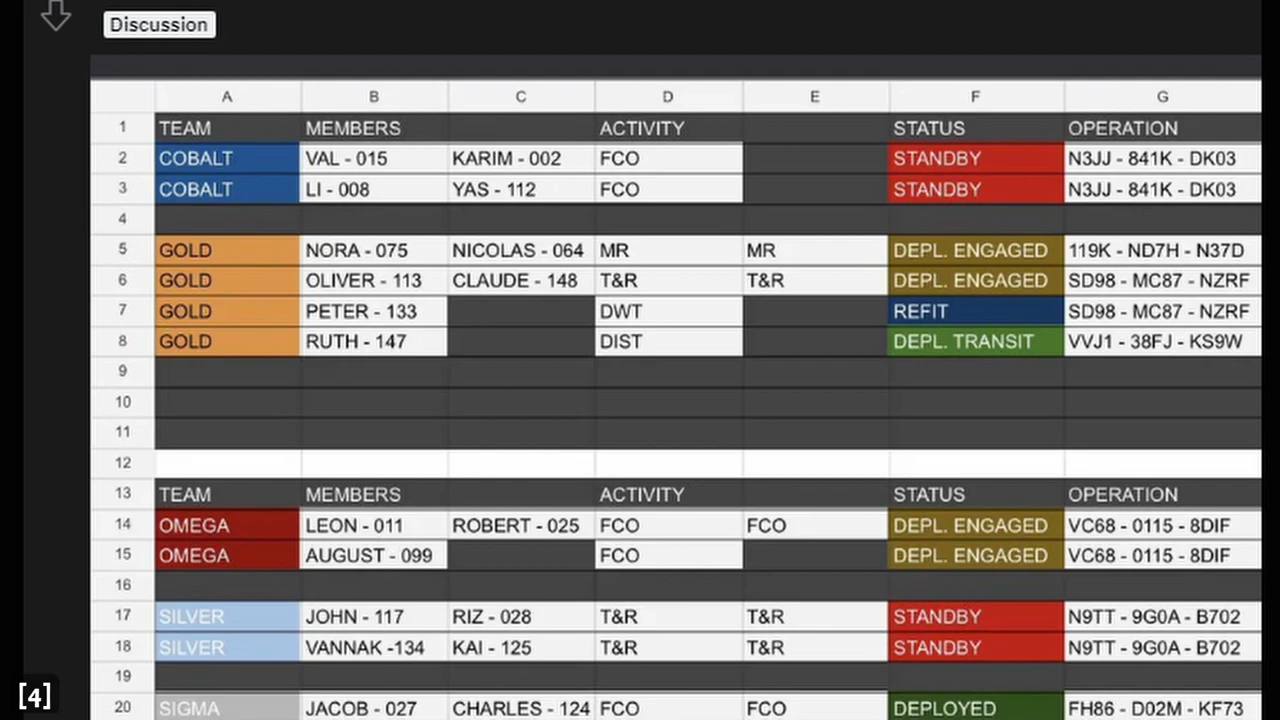 Discussion
A B C D E F G
1 TEAM MEMBERS ACTIVITY STATUS OPERATION
2 COBALT VAL - 015 KARIM - 002 FCO STANDBY N3JJ - 841K - DK03
3 COBALT LI - 008 YAS - 112 FCO STANDBY N3JJ - 841K - DK03
4
5 GOLD NORA - 075 NICOLAS - 064 MR MR DEPL. ENGAGED 119K - ND7H - N37D
6 GOLD OLIVER - 113 CLAUDE - 148 T&R T&R DEPL. ENGAGED SD98 - MC87 - NZRF
7 GOLD PETER - 133 DWT REFIT SD98 - MC87 - NZRF
8 GOLD RUTH - 147 DIST DEPL. TRANSIT VVJ1 - 38FJ - KS9W
9
10
11
12
13 TEAM MEMBERS ACTIVITY STATUS OPERATION
14 OMEGA LEON - 011 ROBERT - 025 FCO FCO DEPL. ENGAGED VC68 - 0115 - 8DIF
15 OMEGA AUGUST - 099 FCO DEPL. ENGAGED VC68 - 0115 - 8DIF
16
17 SILVER JOHN - 117 RIZ - 028 T&R T&R STANDBY N9TT - 9G0A - B702
18 SILVER VANNAK -134 KAI - 125 T&R T&R STANDBY N9TT - 9G0A - B702
19
20 SIGMA JACOB - 027 CHARLES - 124 FCO FCO DEPLOYED FH86 - D02M - KF73
[4]